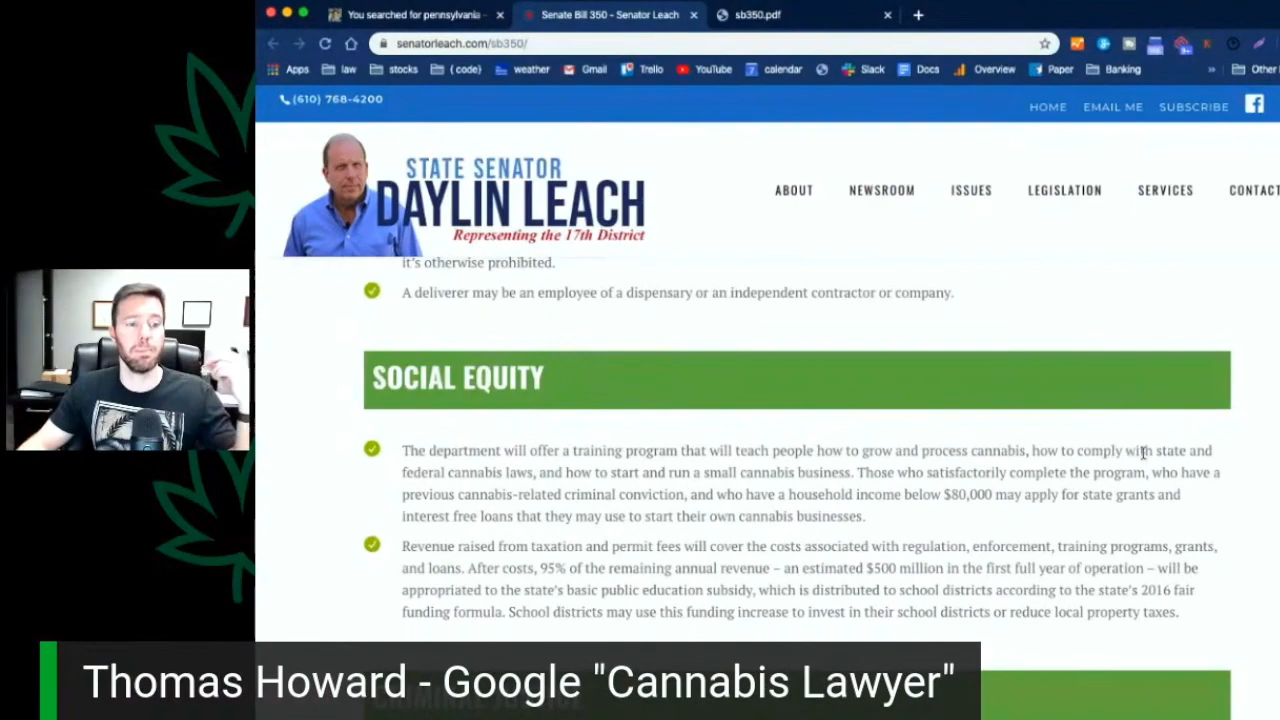 You searched for pennsylvania -
Senate Bill 350 - Senator Leach
sb350.pdf
senatorleach.com/sb350/
Apps
law
stocks
{ code}
weather
Gmail
Trello
YouTube
calendar
Slack
Docs
Overview
Paper
Banking
»
Other
(610) 768-4200
HOME
EMAIL ME
SUBSCRIBE
STATE SENATOR
DAYLIN LEACH
Representing the 17th District
ABOUT
NEWSROOM
ISSUES
LEGISLATION
SERVICES
CONTACT
it's otherwise prohibited.
A deliverer may be an employee of a dispensary or an independent contractor or company.
SOCIAL EQUITY
The department will offer a training program that will teach people how to grow and process cannabis, how to comply with state and
federal cannabis laws, and how to start and run a small cannabis business. Those who satisfactorily complete the program, who have a
previous cannabis-related criminal conviction, and who have a household income below $80,000 may apply for state grants and
interest free loans that they may use to start their own cannabis businesses.
Revenue raised from taxation and permit fees will cover the costs associated with regulation, enforcement, training programs, grants,
and loans. After costs, 95% of the remaining annual revenue – an estimated $500 million in the first full year of operation – will be
appropriated to the state's basic public education subsidy, which is distributed to school districts according to the state's 2016 fair
funding formula. School districts may use this funding increase to invest in their school districts or reduce local property taxes.
CRIMINAL JUSTICE
Thomas Howard - Google "Cannabis Lawyer"